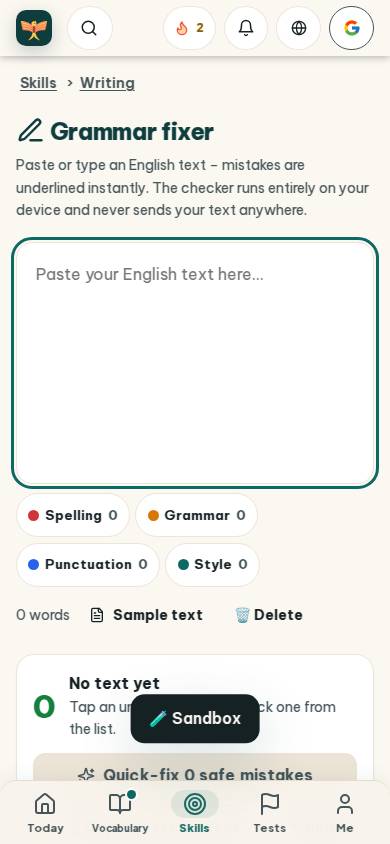 2
Skills > Writing
Grammar fixer
Paste or type an English text – mistakes are
underlined instantly. The checker runs entirely on your
device and never sends your text anywhere.
Paste your English text here...
Spelling 0 Grammar 0
Punctuation 0 Style 0
0 words Sample text Delete
0
No text yet
Tap an ck one from
the list.
Sandbox
Quick-fix 0 safe mistakes
Today Vocabulary Skills Tests Me